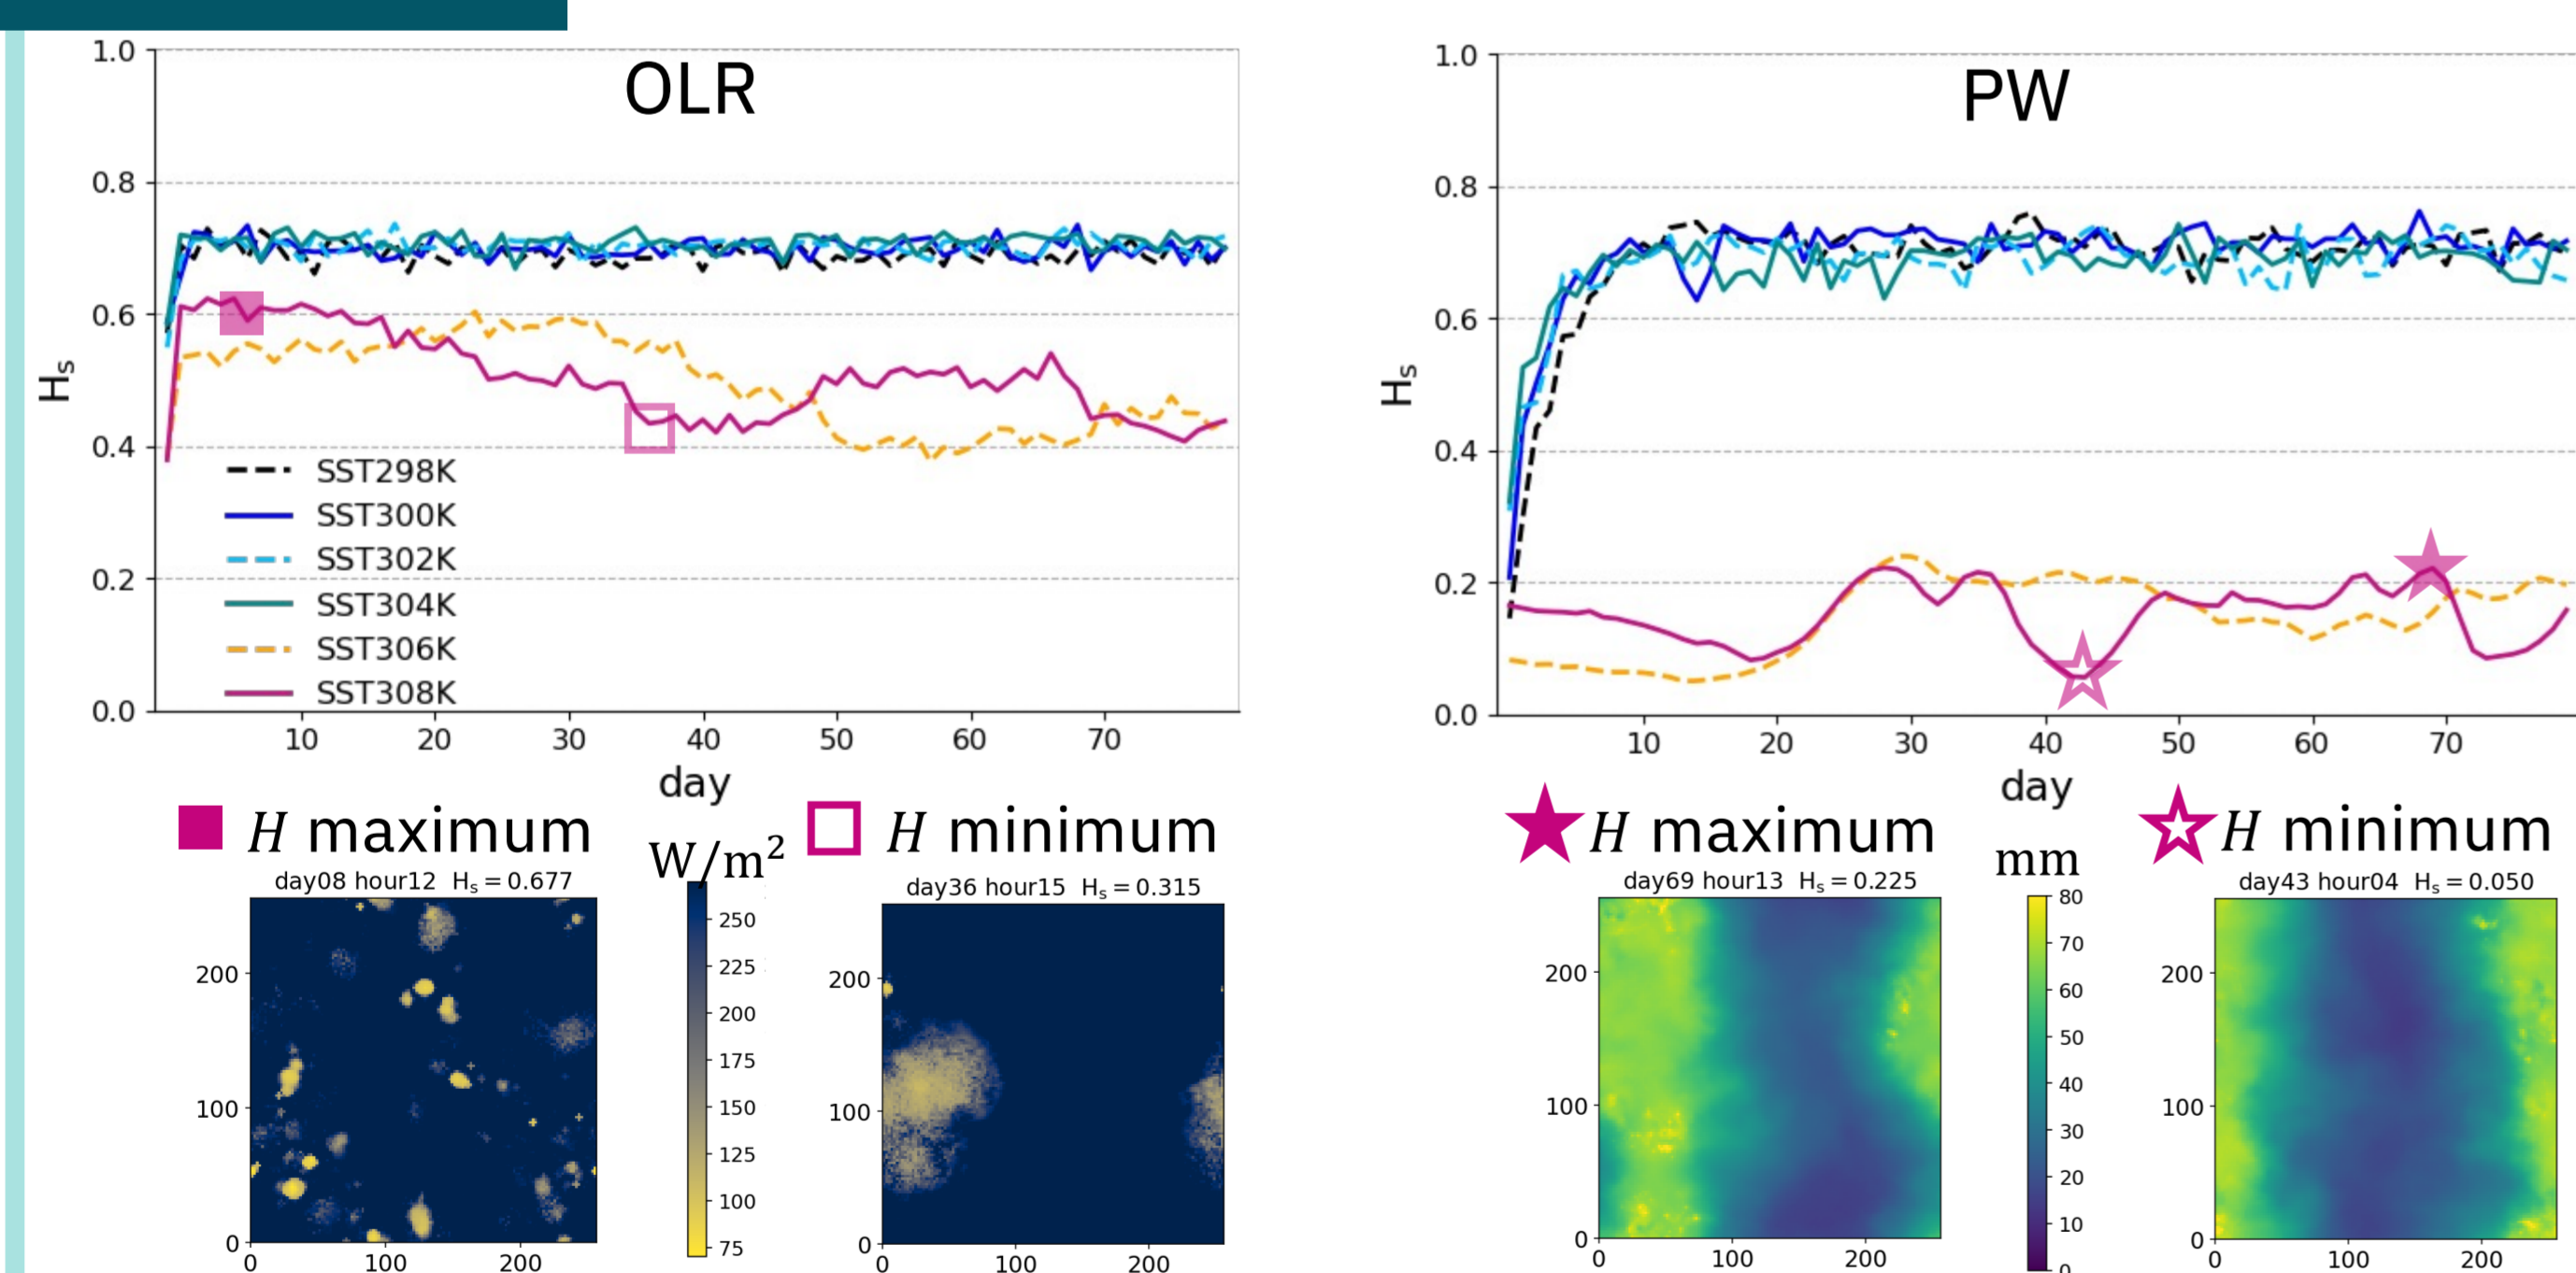 OLR
1.0
0.8
0.6
0.4
0.2
0.0
Hs
SST298K
SST300K
SST302K
SST304K
SST306K
SST308K
10 20 30 40 50 60 70
day
PW
1.0
0.8
0.6
0.4
0.2
0.0
Hs
10 20 30 40 50 60 70
day
H maximum
day08 hour12 Hs = 0.677
200
100
0
0 100 200
W/m²
250
225
200
175
150
125
100
75
H minimum
day36 hour15 Hs = 0.315
200
100
0
0 100 200
H maximum
day69 hour13 Hs = 0.225
200
100
0
0 100 200
mm
80
70
60
50
40
30
20
10
0
H minimum
day43 hour04 Hs = 0.050
200
100
0
0 100 200